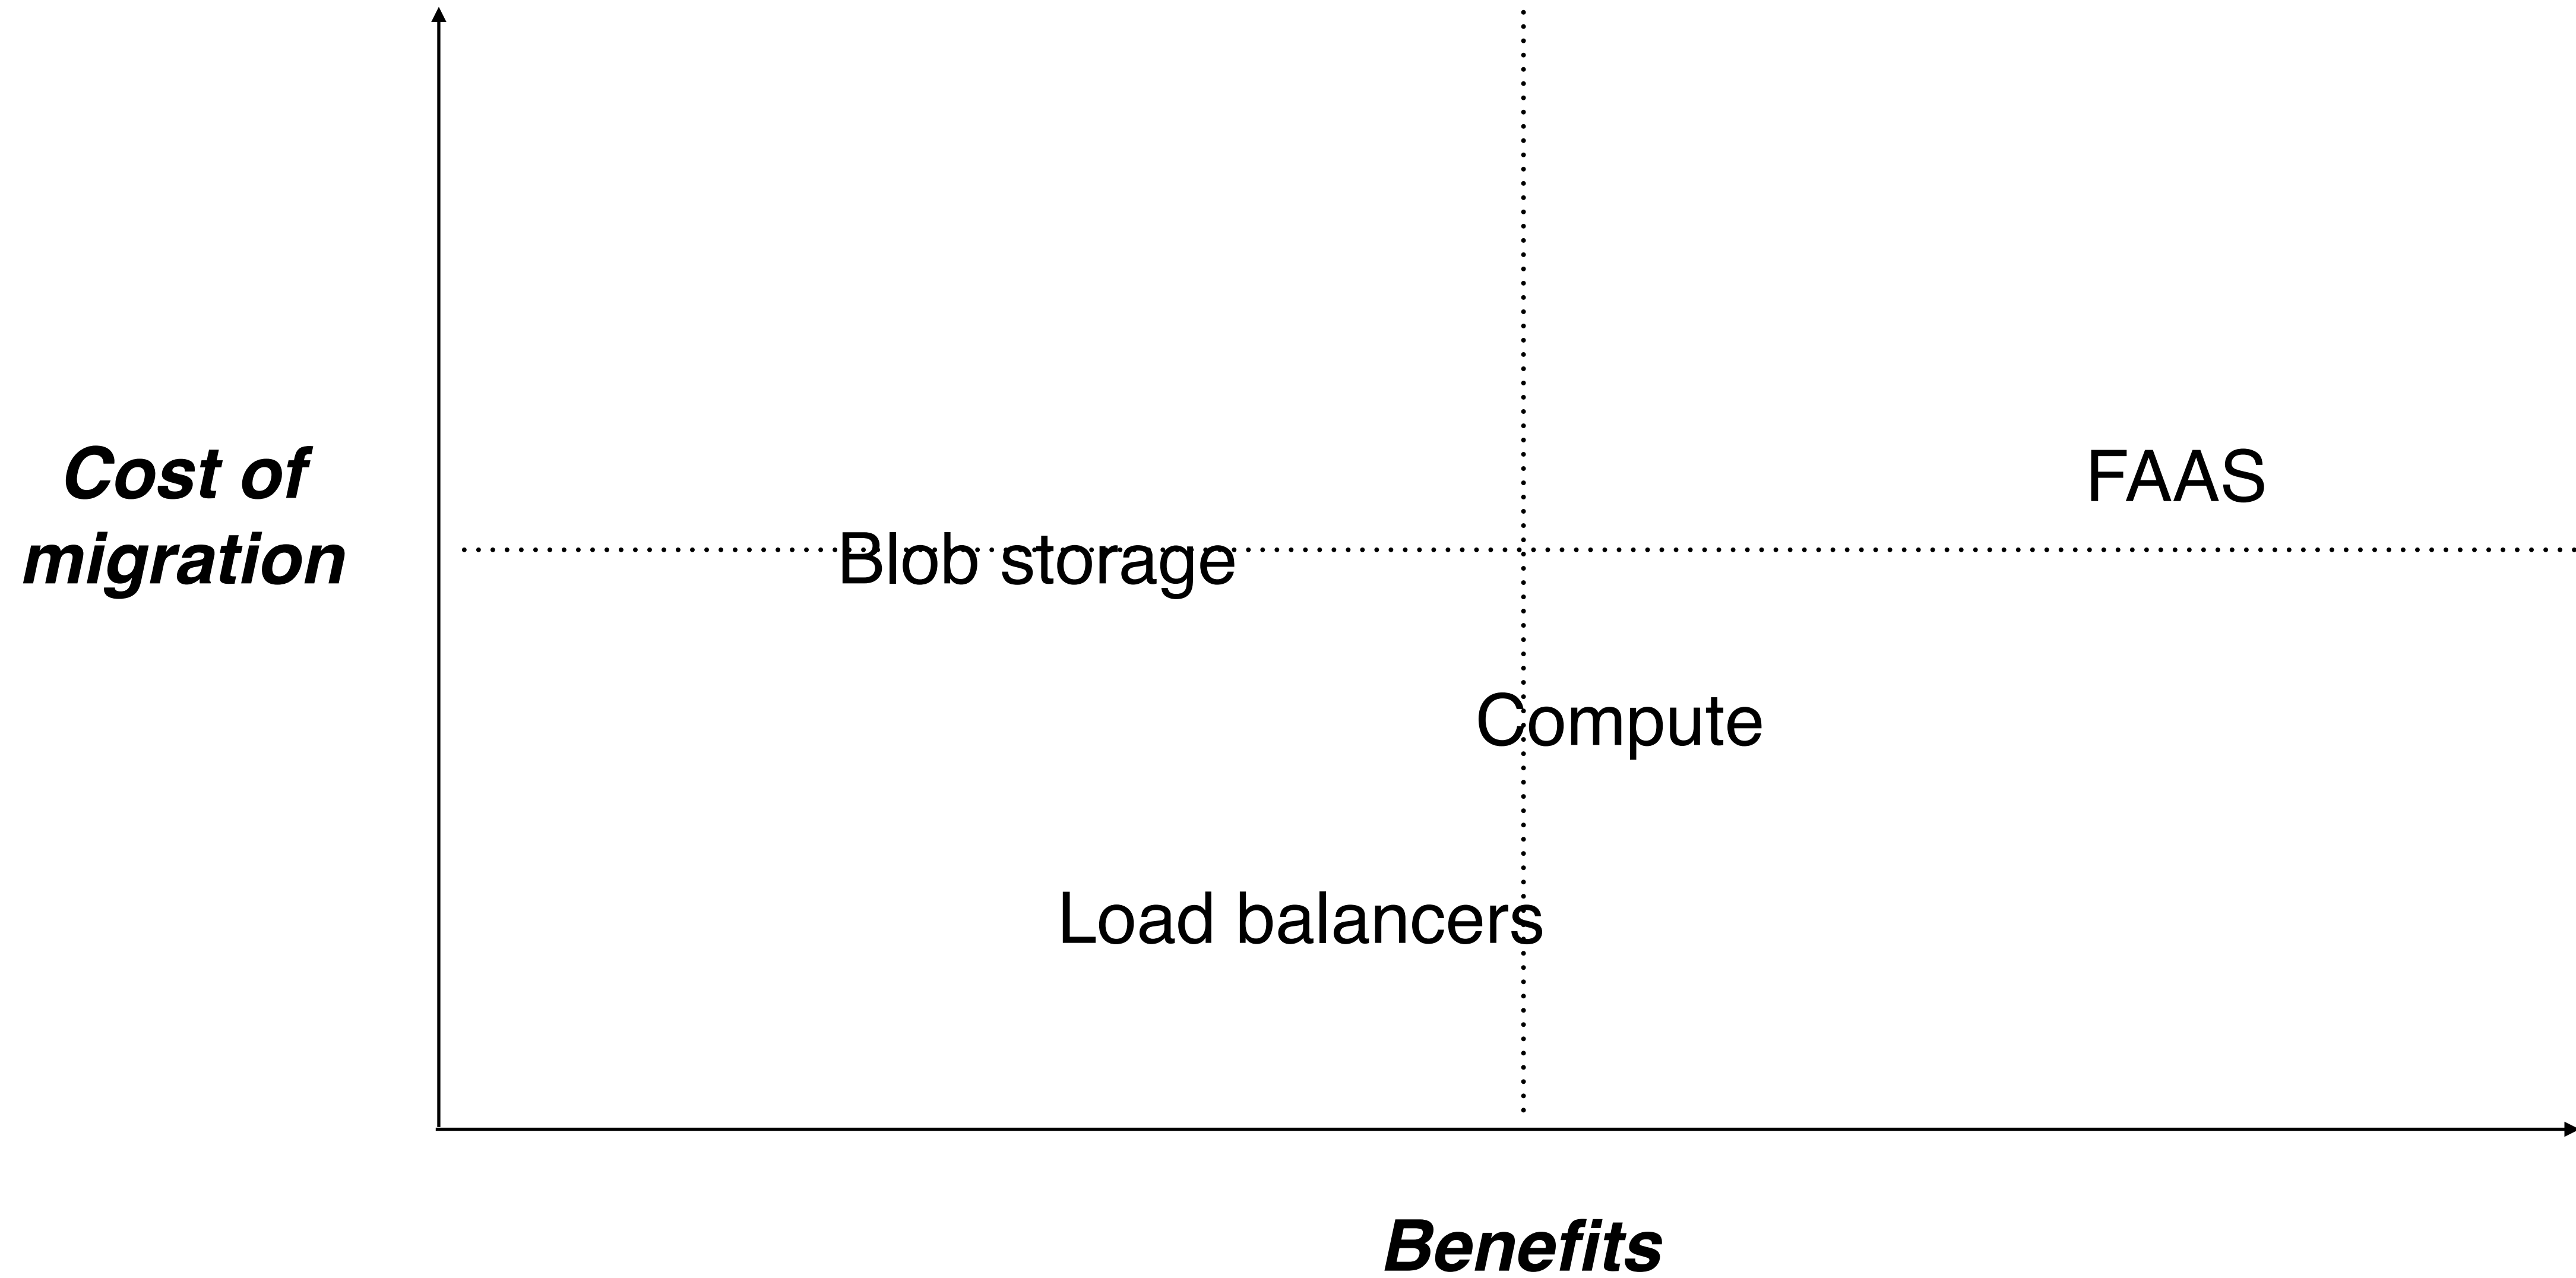 Cost of
migration
FAAS
Blob storage
Compute
Load balancers
Benefits